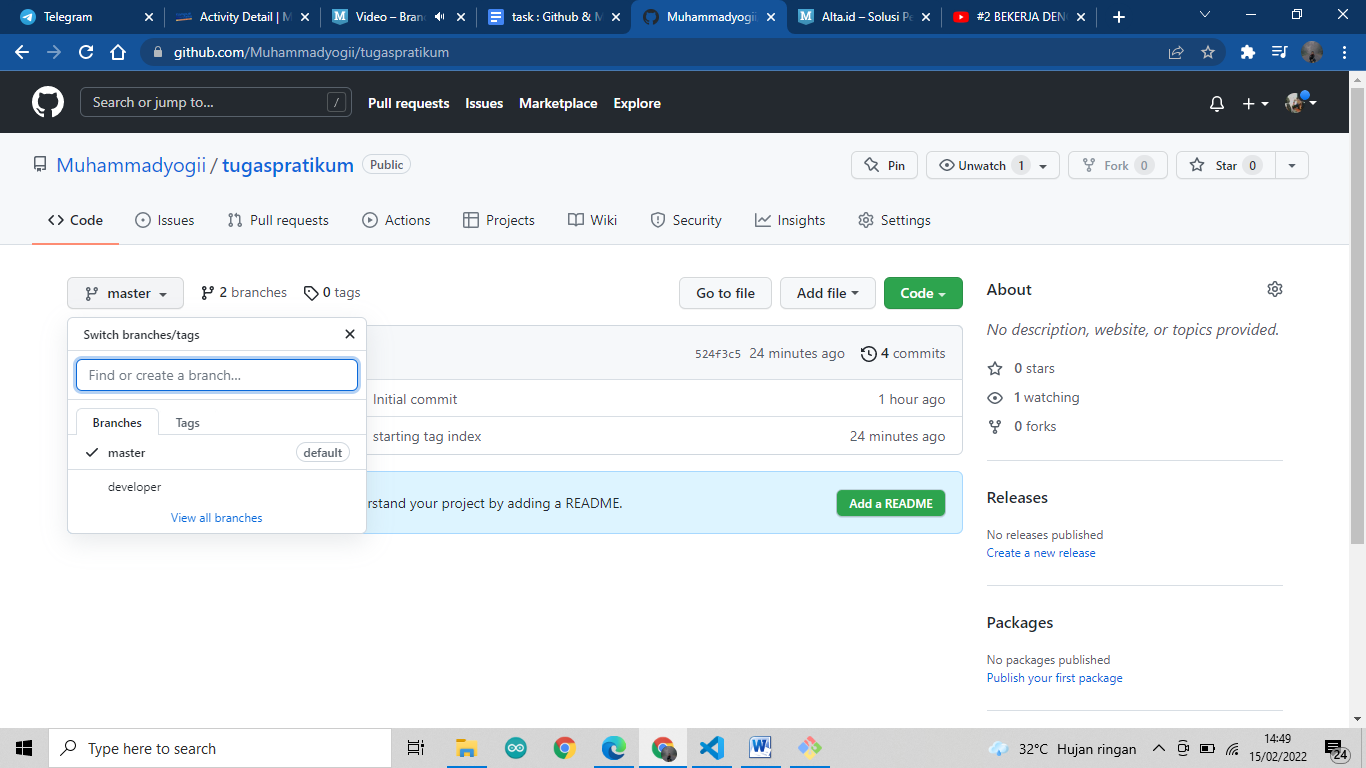 Telegram
Activity Detail | M
Video – Bran
task : Github & M
Muhammadyogii
Alta.id – Solusi Pe
#2 BEKERJA DEN
github.com/Muhammadyogii/tugaspratikum
Search or jump to...
/
Pull requests
Issues
Marketplace
Explore
Muhammadyogii / tugaspratikum
Public
Pin
Unwatch 1
Fork 0
Star 0
Code
Issues
Pull requests
Actions
Projects
Wiki
Security
Insights
Settings
master
2 branches
0 tags
Go to file
Add file
Code
Switch branches/tags
Find or create a branch...
Branches
Tags
master
default
developer
View all branches
524f3c5 24 minutes ago
4 commits
Initial commit
1 hour ago
starting tag index
24 minutes ago
rstand your project by adding a README.
Add a README
About
No description, website, or topics provided.
0 stars
1 watching
0 forks
Releases
No releases published
Create a new release
Packages
No packages published
Publish your first package
Type here to search
32°C Hujan ringan
14:49
15/02/2022
24